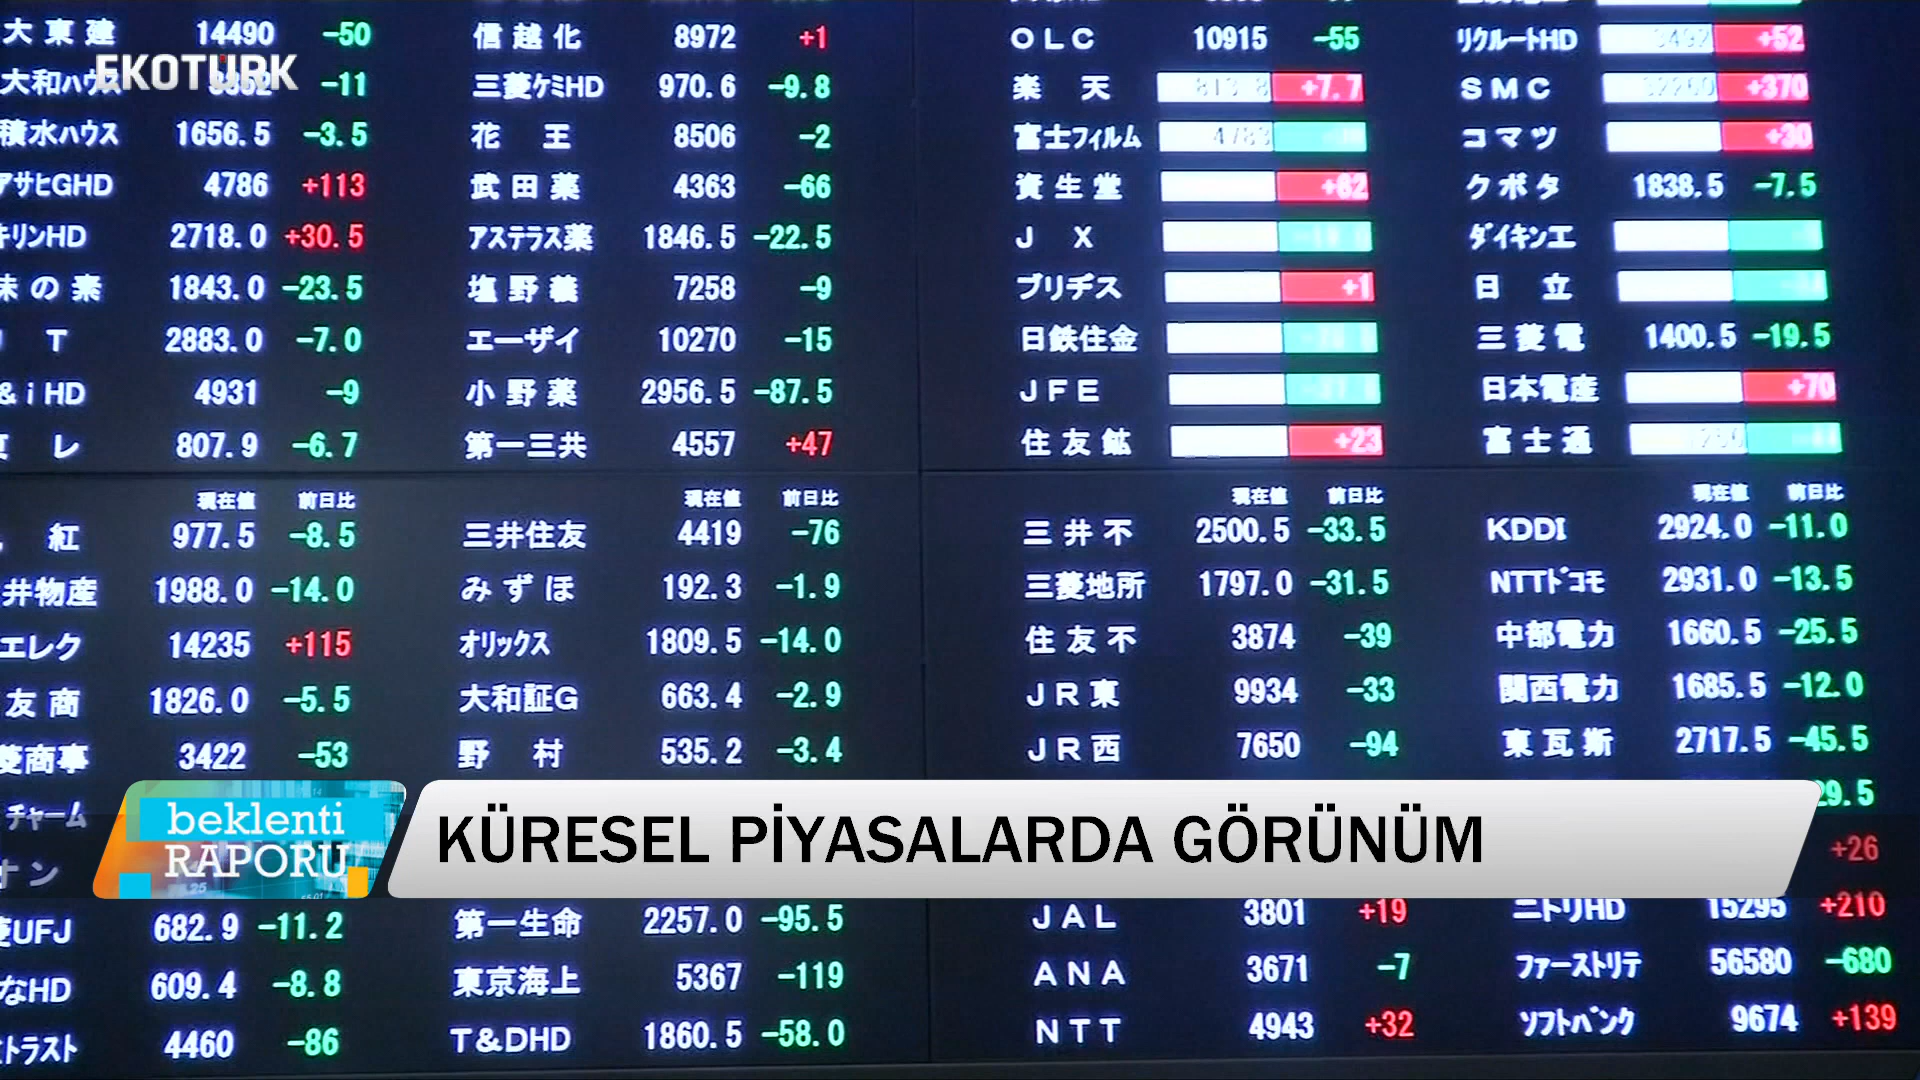 大東建 14490 -50 信越化 8972 +1 OLC 10915 -55 リクルートHD 3492 +52
EKOTÜRK
大和ハウス 3852 -11 三菱ケミHD 970.6 -9.8 楽天 813.8 +7.7 SMC 32260 +370
積水ハウス 1656.5 -3.5 花王 8506 -2 富士フィルム 4783 コマツ +30
アサヒGHD 4786 +113 武田薬 4363 -66 資生堂 +62 クボタ 1838.5 -7.5
キリンHD 2718.0 +30.5 アステラス薬 1846.5 -22.5 JX ダイキン工
味の素 1843.0 -23.5 塩野義 7258 -9 ブリヂス +1 日立
T 2883.0 -7.0 エーザイ 10270 -15 日鉄住金 三菱電 1400.5 -19.5
&iHD 4931 -9 小野薬 2956.5 -87.5 JFE 日本電産 +70
レ 807.9 -6.7 第一三共 4557 +47 住友鉱 +23 富士通
現在値 前日比 現在値 前日比 現在値 前日比 現在値 前日比
紅 977.5 -8.5 三井住友 4419 -76 三井不 2500.5 -33.5 KDDI 2924.0 -11.0
井物産 1988.0 -14.0 みずほ 192.3 -1.9 三菱地所 1797.0 -31.5 NTTドコモ 2931.0 -13.5
エレク 14235 +115 オリックス 1809.5 -14.0 住友不 3874 -39 中部電力 1660.5 -25.5
友商 1826.0 -5.5 大和証G 663.4 -2.9 JR東 9934 -33 関西電力 1685.5 -12.0
菱商事 3422 -53 野村 535.2 -3.4 JR西 7650 -94 東瓦斯 2717.5 -45.5
チャーム 29.5
beklenti
RAPORU
KÜRESEL PİYASALARDA GÖRÜNÜM
オン +26
菱UFJ 682.9 -11.2 第一生命 2257.0 -95.5 JAL 3801 +19 ニトリHD 15295 +210
なHD 609.4 -8.8 東京海上 5367 -119 ANA 3671 -7 ファーストリテ 56580 -680
トラスト 4460 -86 T&DHD 1860.5 -58.0 NTT 4943 +32 ソフトバンク 9674 +139